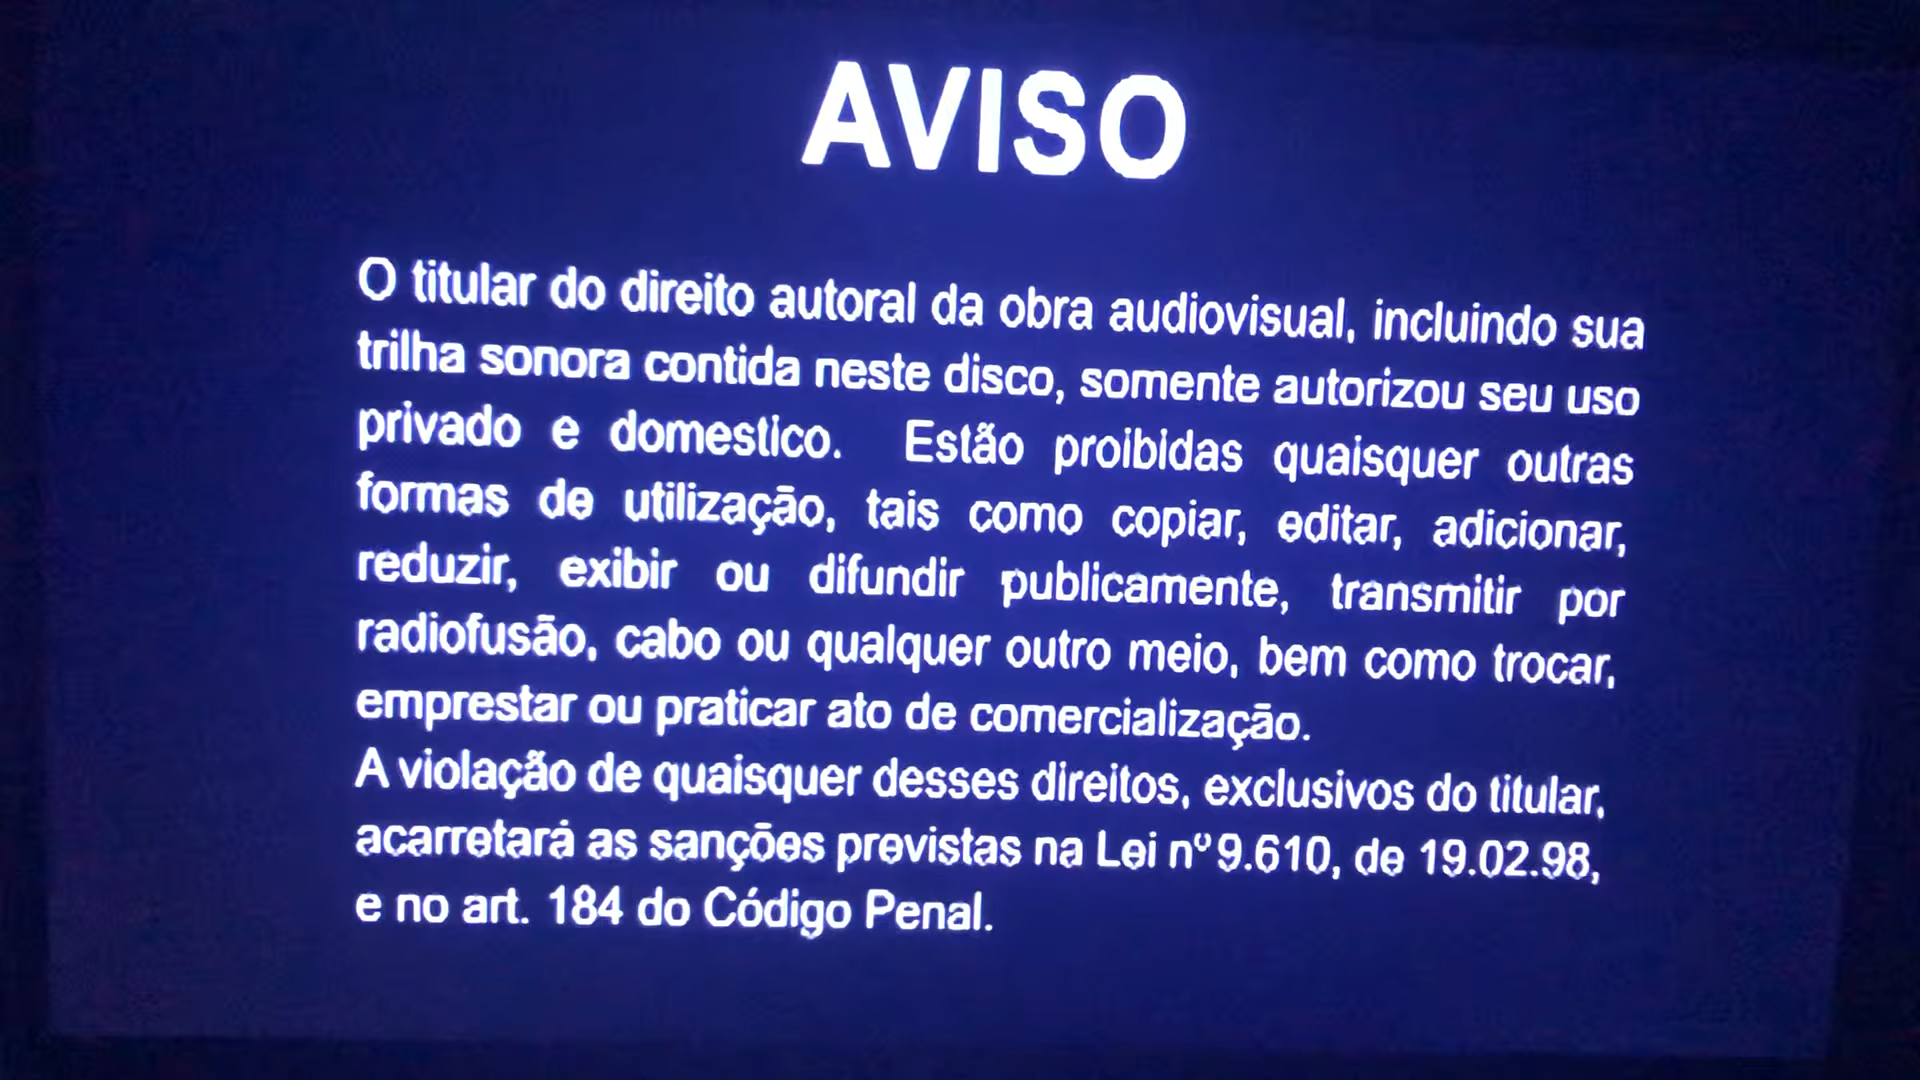 AVISO
O titular do direito autoral da obra audiovisual, incluindo sua
trilha sonora contida neste disco, somente autorizou seu uso
privado e domestico. Estão proibidas quaisquer outras
formas de utilização, tais como copiar, editar, adicionar,
reduzir, exibir ou difundir publicamente, transmitir por
radiofusão, cabo ou qualquer outro meio, bem como trocar,
emprestar ou praticar ato de comercialização.
A violação de quaisquer desses direitos, exclusivos do titular,
acarretará as sanções previstas na Lei nº 9.610, de 19.02.98,
e no art. 184 do Código Penal.